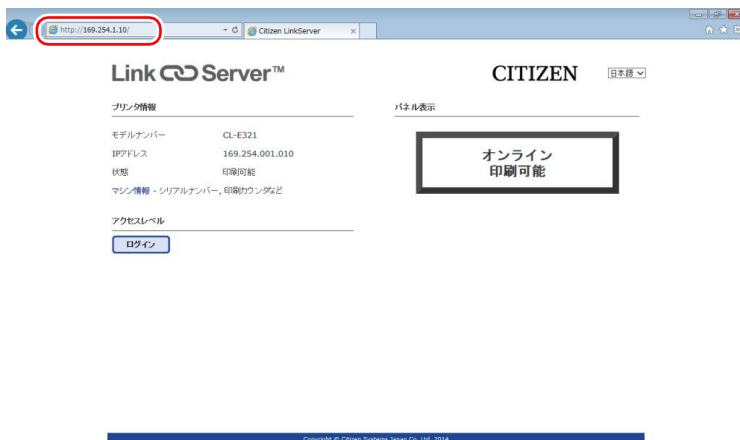 http://169.254.1.10/
Citizen LinkServer
Link Server™
CITIZEN
日本語
プリンタ情報
モデルナンバー CL-E321
IPアドレス 169.254.001.010
状態 印刷可能
マシン情報 - シリアルナンバー, 印刷カウンタなど
アクセスレベル
ログイン
パネル表示
オンライン
印刷可能
Copyright © Citizen Systems Japan Co., Ltd. 2014